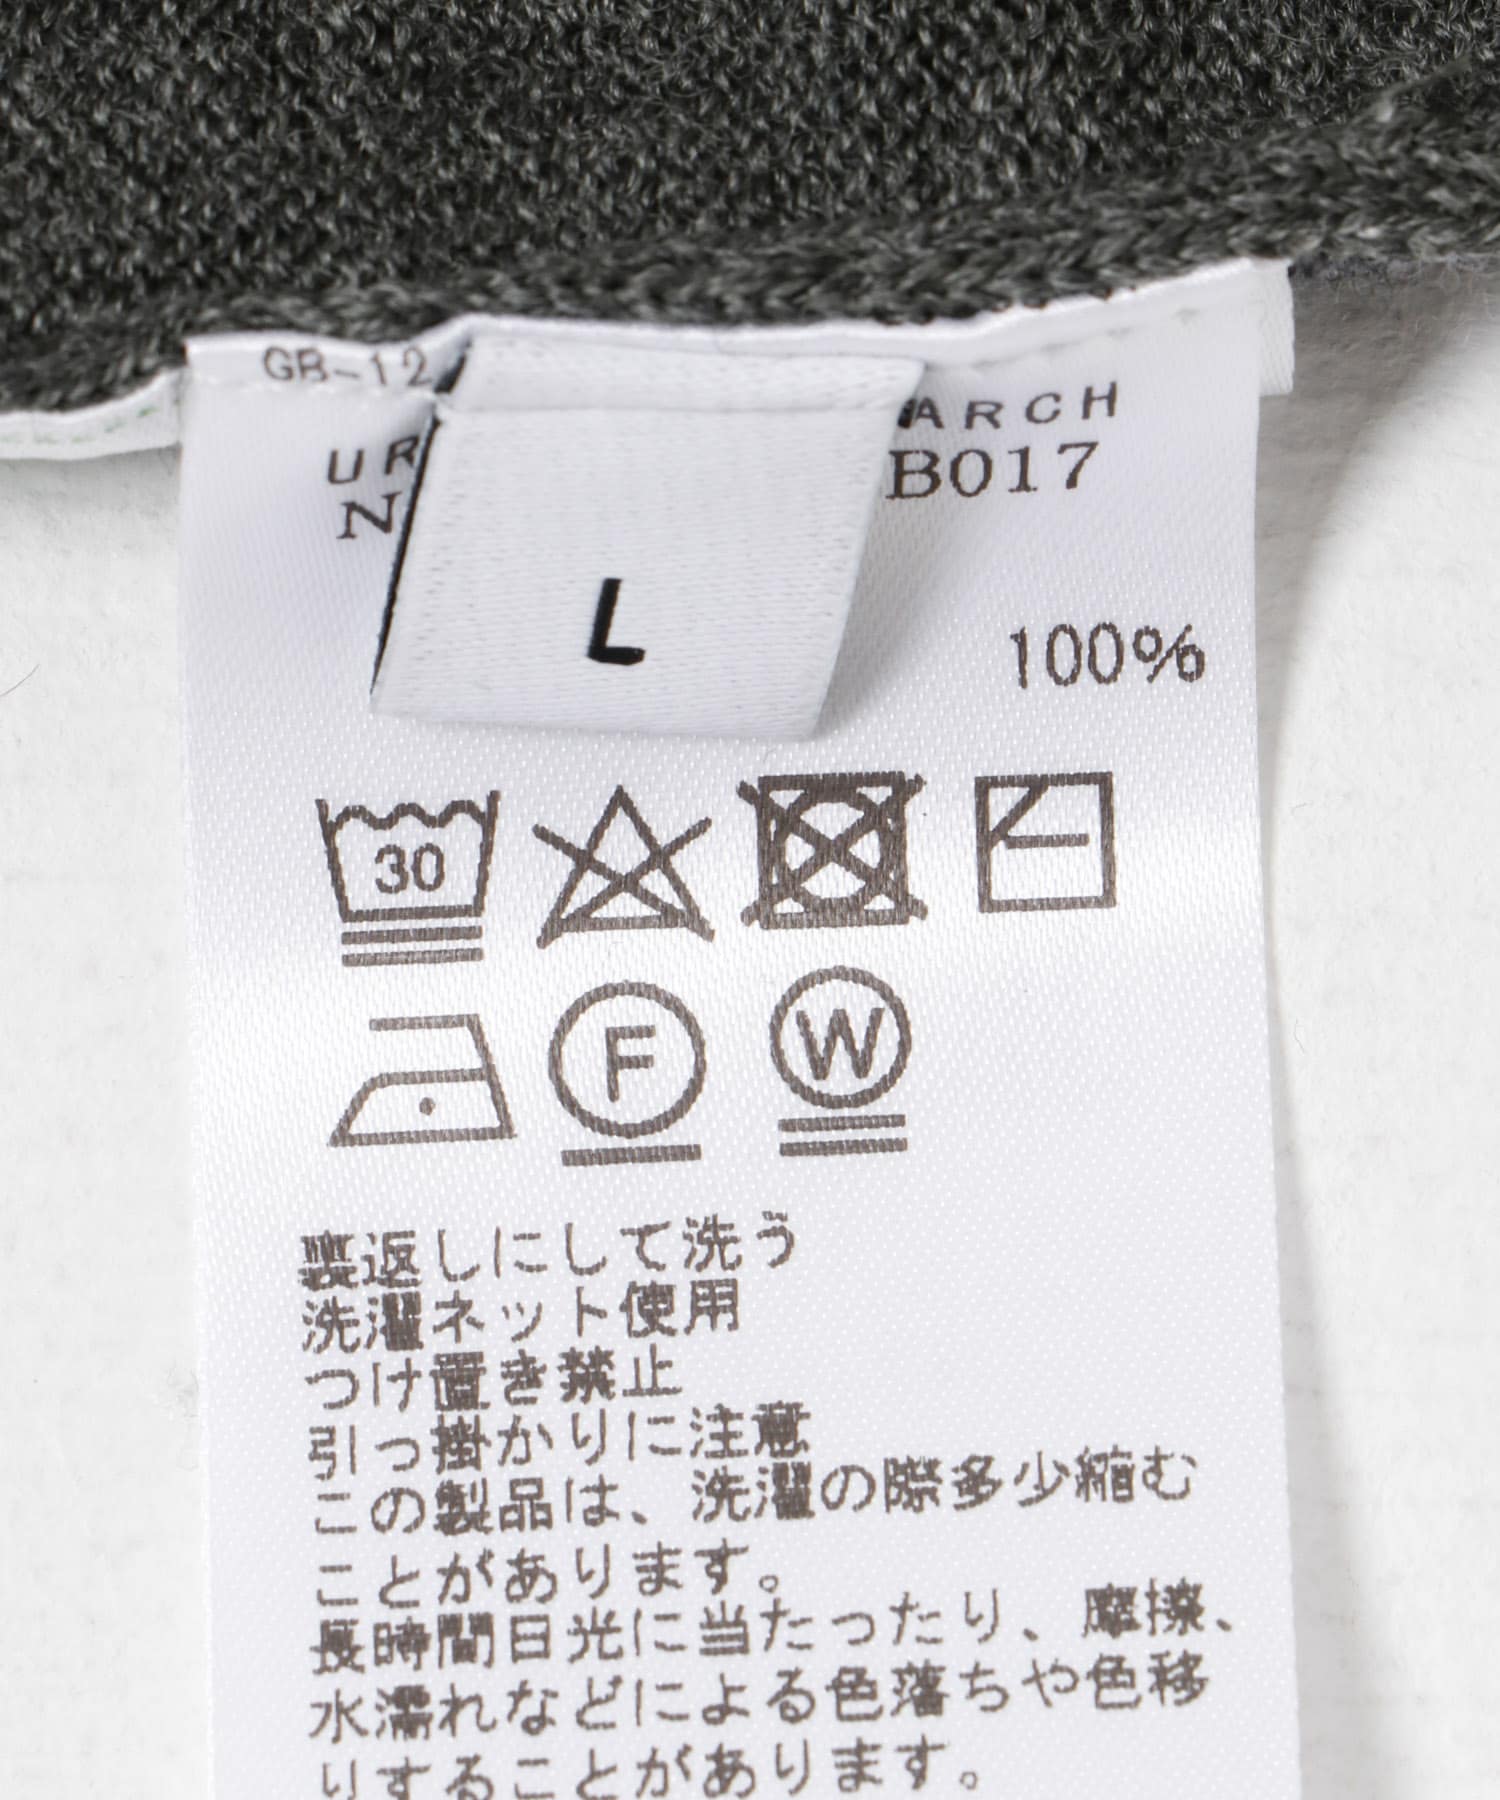 GB-12
ARCH
B017
L
100%
30
F
W
裏返しにして洗う
洗濯ネット使用
つけ置き禁止
引っ掛かりに注意
この製品は、洗濯の際多少縮む
ことがあります。
長時間日光に当たったり、摩擦、
水濡れなどによる色落ちや色移
りすることがあります。